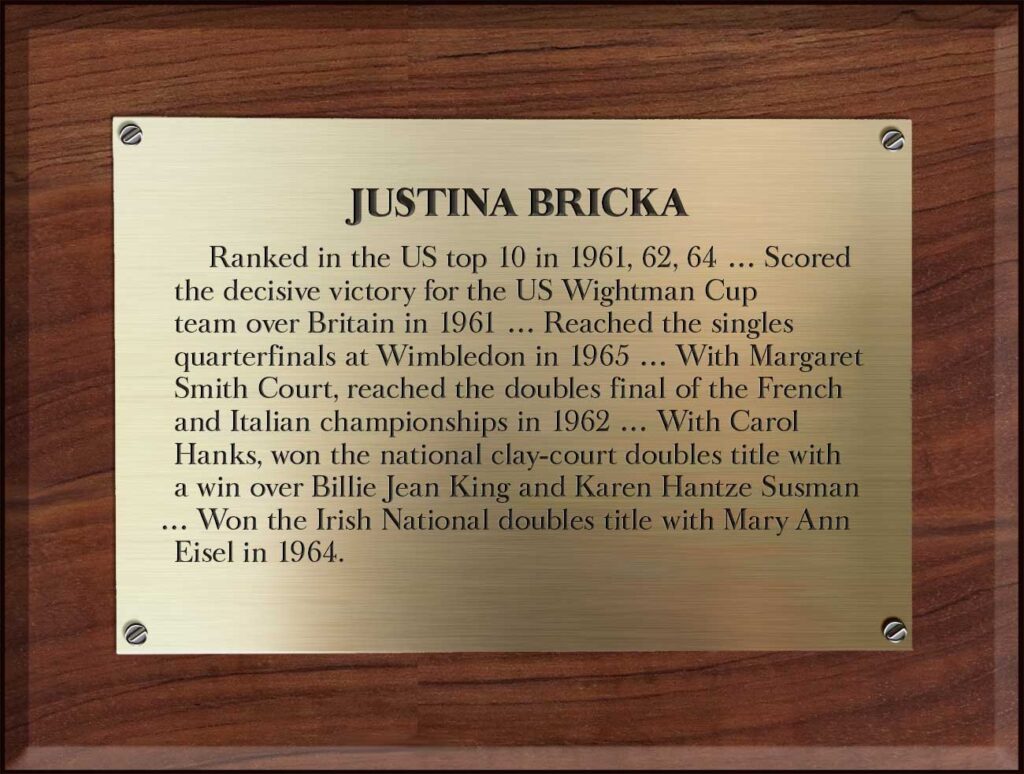 JUSTINA BRICKA
Ranked in the US top 10 in 1961, 62, 64 ... Scored
the decisive victory for the US Wightman Cup
team over Britain in 1961 ... Reached the singles
quarterfinals at Wimbledon in 1965 ... With Margaret
Smith Court, reached the doubles final of the French
and Italian championships in 1962 ... With Carol
Hanks, won the national clay-court doubles title with
a win over Billie Jean King and Karen Hantze Susman
... Won the Irish National doubles title with Mary Ann
Eisel in 1964.